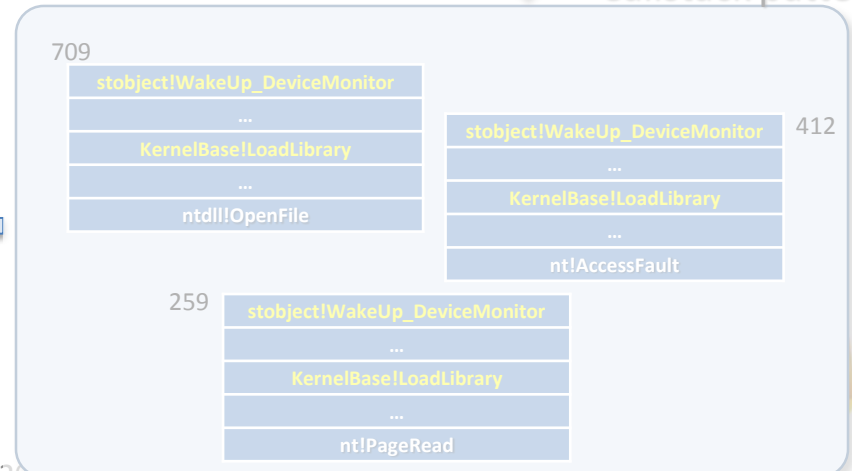 709
stobject!WakeUp_DeviceMonitor
...
KernelBase!LoadLibrary
...
ntdll!OpenFile
412
stobject!WakeUp_DeviceMonitor
...
KernelBase!LoadLibrary
...
nt!AccessFault
259
stobject!WakeUp_DeviceMonitor
...
KernelBase!LoadLibrary
...
nt!PageRead